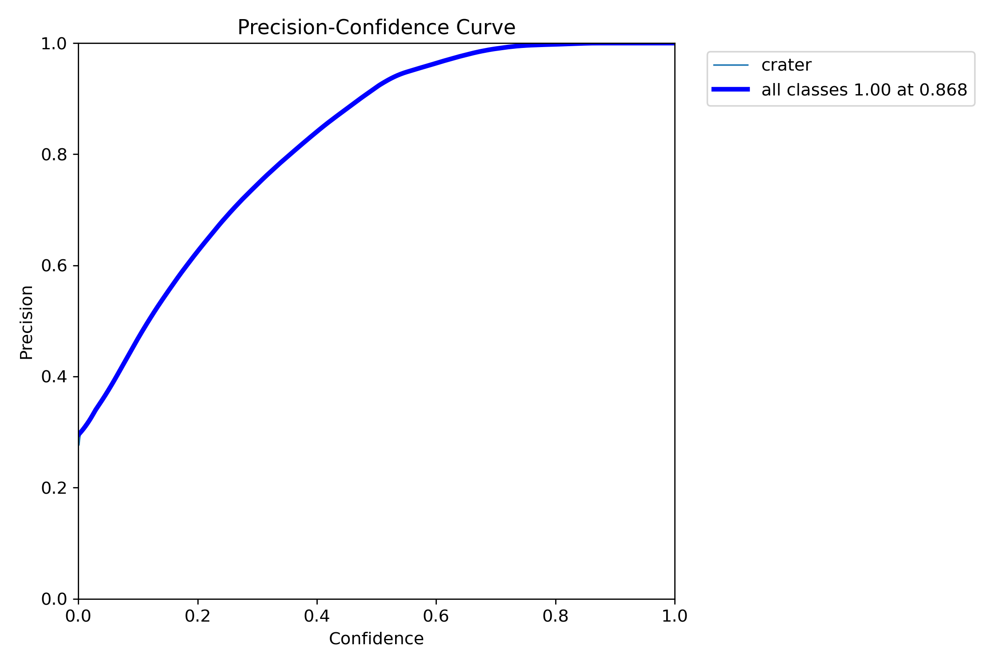 Precision-Confidence Curve
1.0
0.8
0.6
0.4
0.2
0.0
Precision
0.0 0.2 0.4 0.6 0.8 1.0
Confidence
crater
all classes 1.00 at 0.868